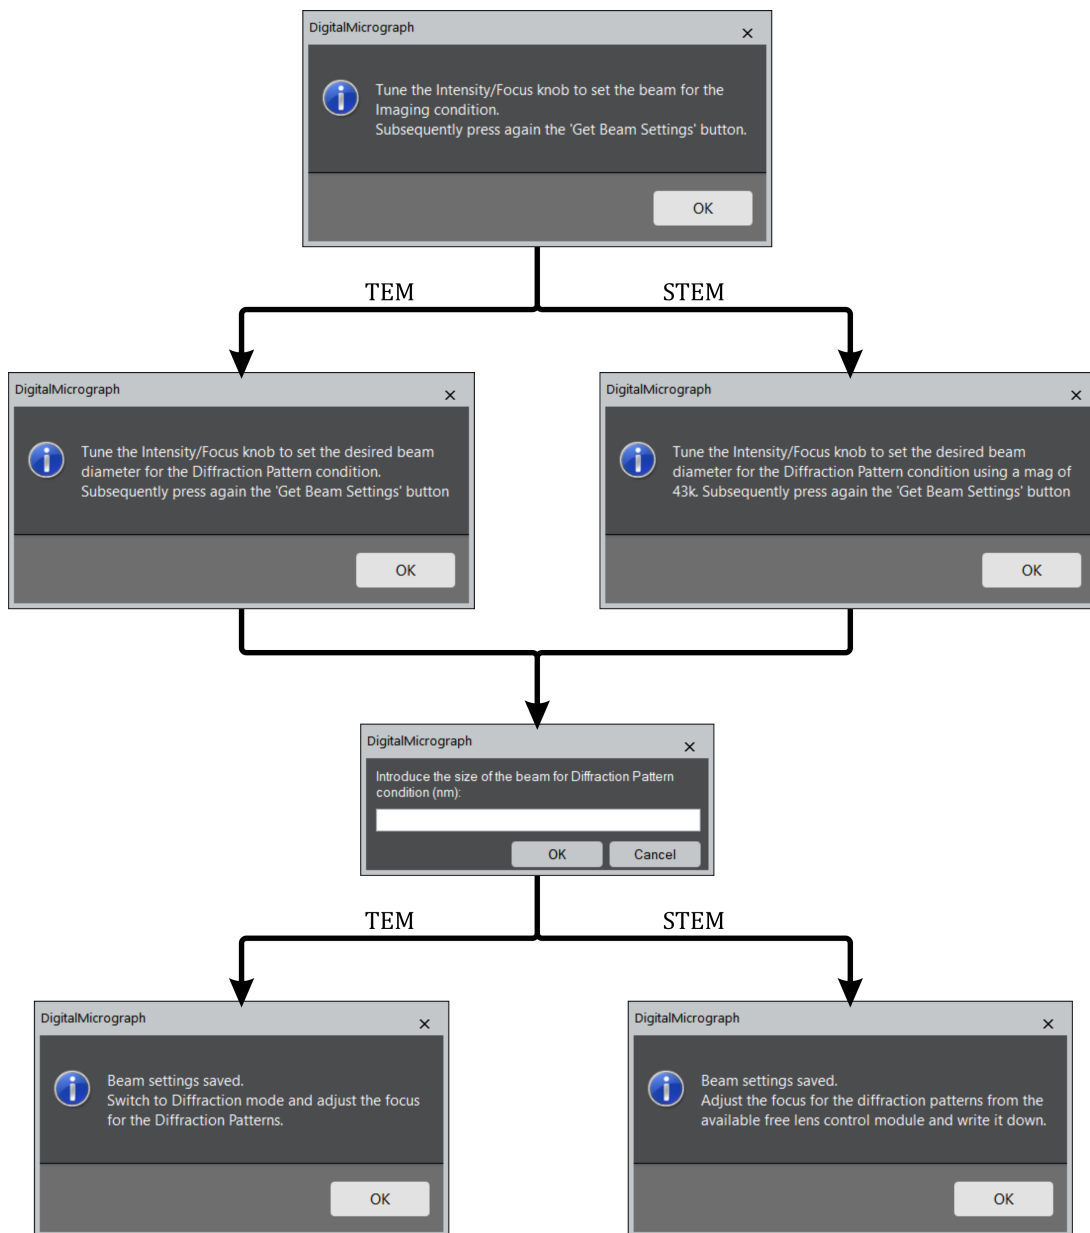 DigitalMicrograph
Tune the Intensity/Focus knob to set the beam for the
Imaging condition.
Subsequently press again the 'Get Beam Settings' button.
OK
TEM
STEM
DigitalMicrograph
Tune the Intensity/Focus knob to set the desired beam
diameter for the Diffraction Pattern condition.
Subsequently press again the 'Get Beam Settings' button
OK
DigitalMicrograph
Tune the Intensity/Focus knob to set the desired beam
diameter for the Diffraction Pattern condition using a mag of
43k. Subsequently press again the 'Get Beam Settings' button
OK
DigitalMicrograph
Introduce the size of the beam for Diffraction Pattern
condition (nm):
OK
Cancel
TEM
STEM
DigitalMicrograph
Beam settings saved.
Switch to Diffraction mode and adjust the focus
for the Diffraction Patterns.
OK
DigitalMicrograph
Beam settings saved.
Adjust the focus for the diffraction patterns from the
available free lens control module and write it down.
OK